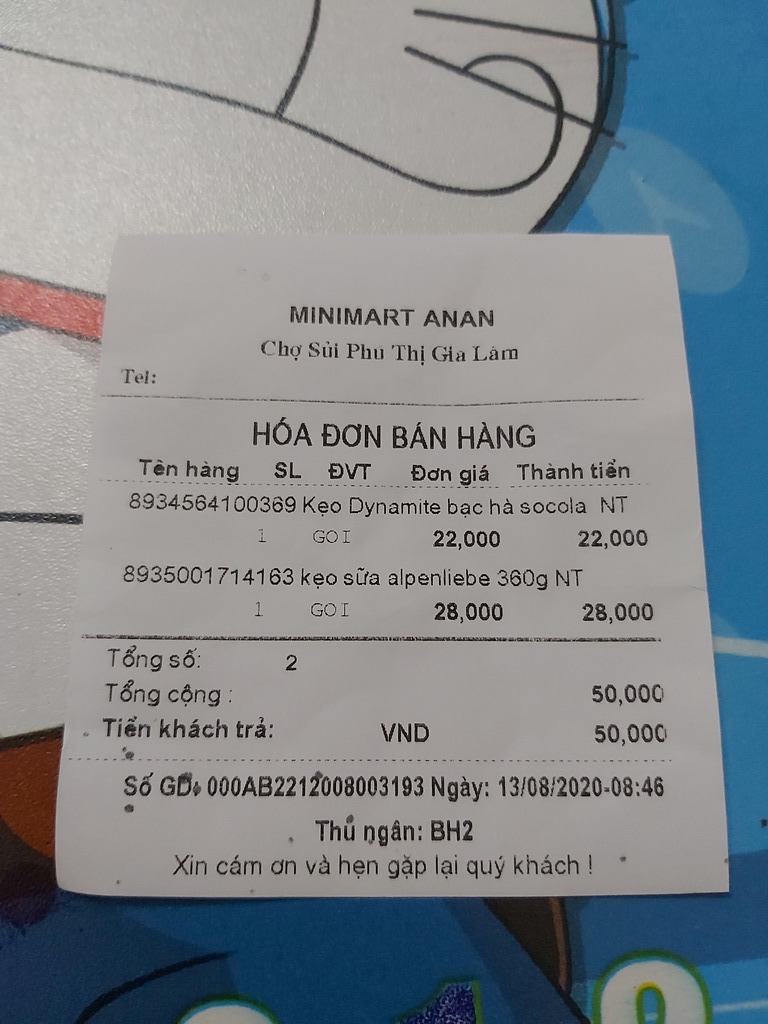 MINIMART ANAN
Chợ Sủi Phú Thị Gia Lâm
Tel:
HÓA ĐƠN BÁN HÀNG
Tên hàng SL ĐVT Đơn giá Thành tiền
8934564100369 Kẹo Dynamite bạc hà socola NT
1 GOI 22,000 22,000
8935001714163 kẹo sữa alpenliebe 360g NT
1 GOI 28,000 28,000
Tổng số: 2
Tổng cộng : 50,000
Tiền khách trả: VND 50,000
Số GD: 000AB2212008003193 Ngày: 13/08/2020-08:46
Thu ngân: BH2
Xin cám ơn và hẹn gặp lại quý khách !